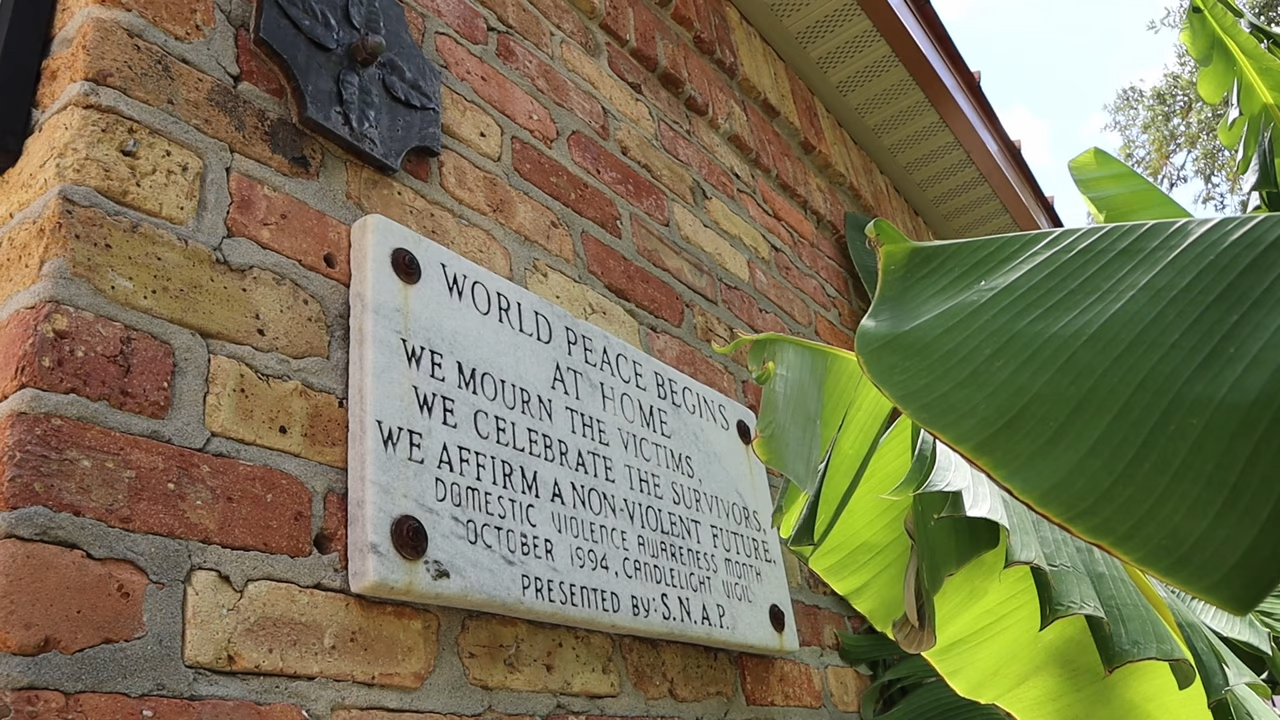 WORLD PEACE BEGINS
AT HOME
WE MOURN THE VICTIMS
WE CELEBRATE THE SURVIVORS,
WE AFFIRM A NON-VIOLENT FUTURE.
DOMESTIC VIOLENCE AWARENESS MONTH
OCTOBER 1994, CANDLELIGHT VIGIL
PRESENTED BY: S.N.A.P.